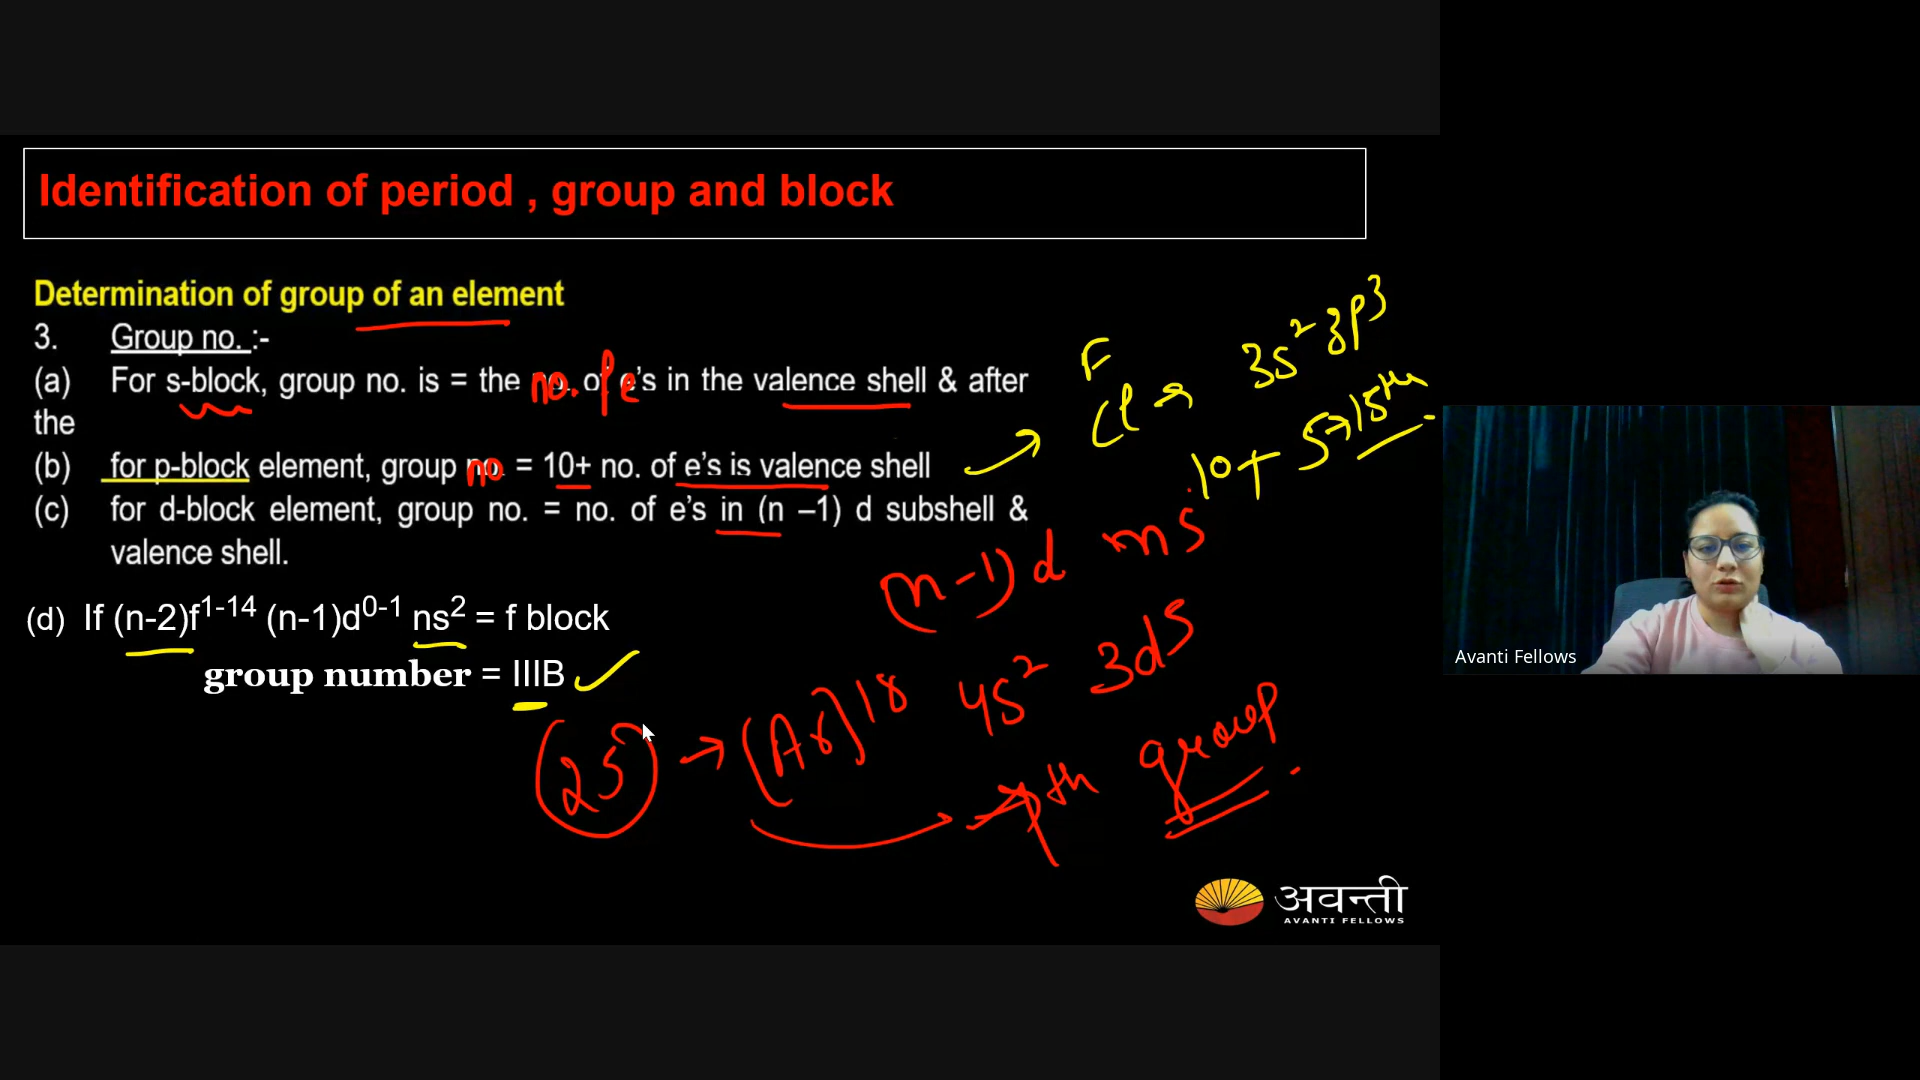 Identification of period , group and block
Determination of group of an element
3. Group no. :-
(a) For s-block, group no. is = the no. of e's in the valence shell & after
the
(b) for p-block element, group no = 10+ no. of e's is valence shell
(c) for d-block element, group no. = no. of e's in (n –1) d subshell &
valence shell.
(d) If (n-2)f1-14 (n-1)d0-1 ns2 = f block
group number = IIIB
F
Cl → 3s2 3p3
10+ 5 → 15th
(n-1) d ns
25 → [Ar]18 4s2 3d5
→ 7th group
अवन्ती
AVANTI FELLOWS
Avanti Fellows